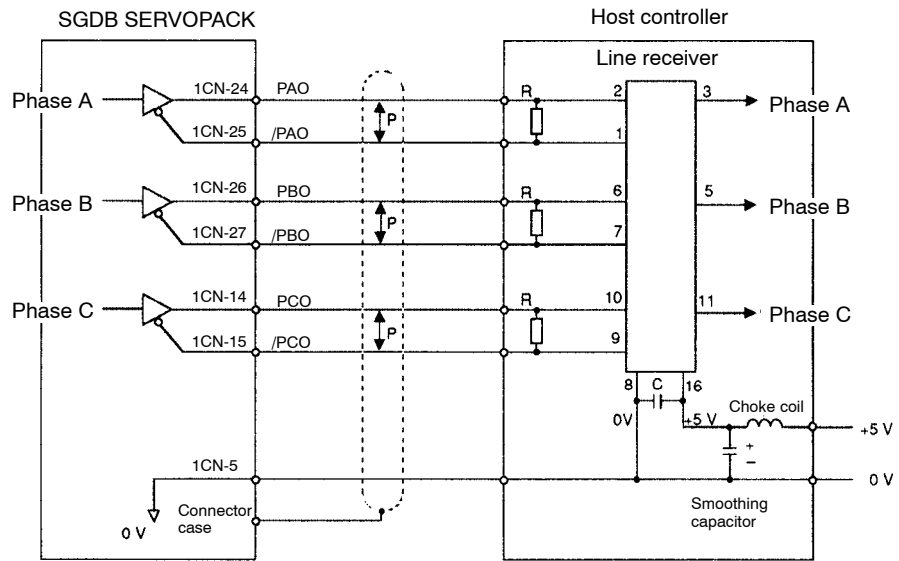 SGDB SERVOPACK
Host controller
Line receiver
Phase A
1CN-24
PAO
R
2
3
Phase A
P
1CN-25
/PAO
1
Phase B
1CN-26
PBO
R
6
5
Phase B
P
1CN-27
/PBO
7
Phase C
1CN-14
PCO
R
10
11
Phase C
P
1CN-15
/PCO
9
8
C
16
0V
+5 V
Choke coil
+5 V
+
–
1CN-5
0 V
0 V
Connector
case
Smoothing
capacitor